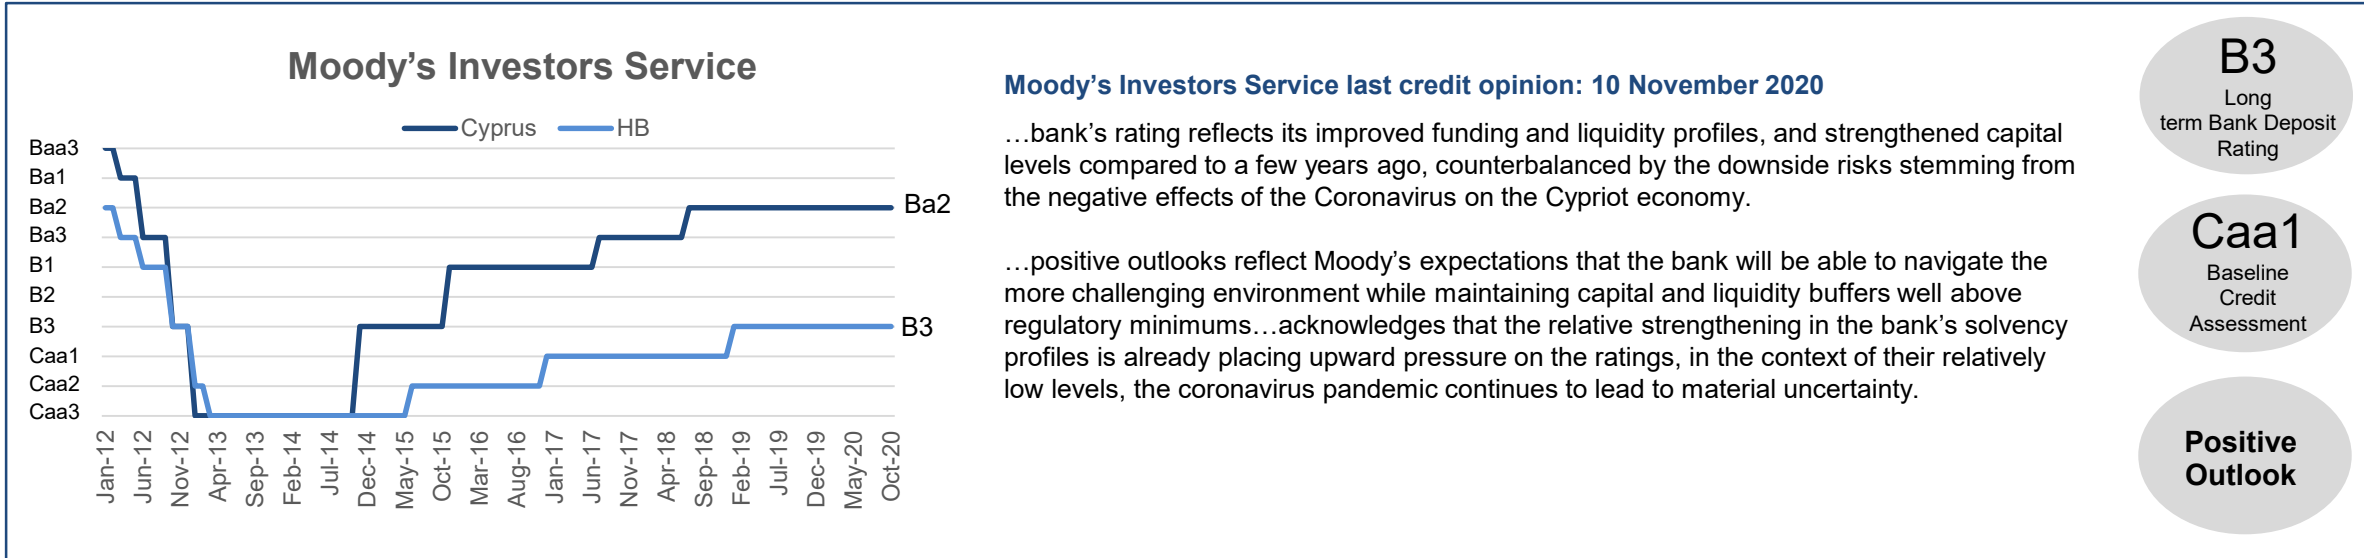 Moody’s Investors Service
Cyprus
HB
Baa3
Ba1
Ba2
Ba3
B1
B2
B3
Caa1
Caa2
Caa3
Ba2
B3
Jan-12
Jun-12
Nov-12
Apr-13
Sep-13
Feb-14
Jul-14
Dec-14
May-15
Oct-15
Mar-16
Aug-16
Jan-17
Jun-17
Nov-17
Apr-18
Sep-18
Feb-19
Jul-19
Dec-19
May-20
Oct-20
Moody’s Investors Service last credit opinion: 10 November 2020
…bank’s rating reflects its improved funding and liquidity profiles, and strengthened capital
levels compared to a few years ago, counterbalanced by the downside risks stemming from
the negative effects of the Coronavirus on the Cypriot economy.
…positive outlooks reflect Moody’s expectations that the bank will be able to navigate the
more challenging environment while maintaining capital and liquidity buffers well above
regulatory minimums…acknowledges that the relative strengthening in the bank’s solvency
profiles is already placing upward pressure on the ratings, in the context of their relatively
low levels, the coronavirus pandemic continues to lead to material uncertainty.
B3
Long
term Bank Deposit
Rating
Caa1
Baseline
Credit
Assessment
Positive
Outlook